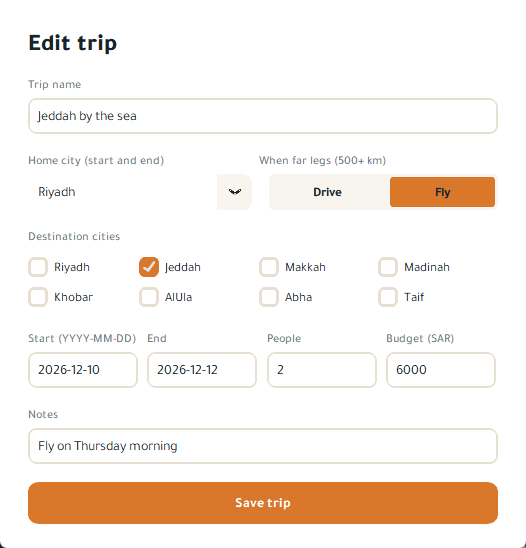 Edit trip
Trip name
Jeddah by the sea
Home city (start and end)
When far legs (500+ km)
Riyadh
Drive
Fly
Destination cities
Riyadh
Jeddah
Makkah
Madinah
Khobar
AlUla
Abha
Taif
Start (YYYY-MM-DD)
End
People
Budget (SAR)
2026-12-10
2026-12-12
2
6000
Notes
Fly on Thursday morning
Save trip